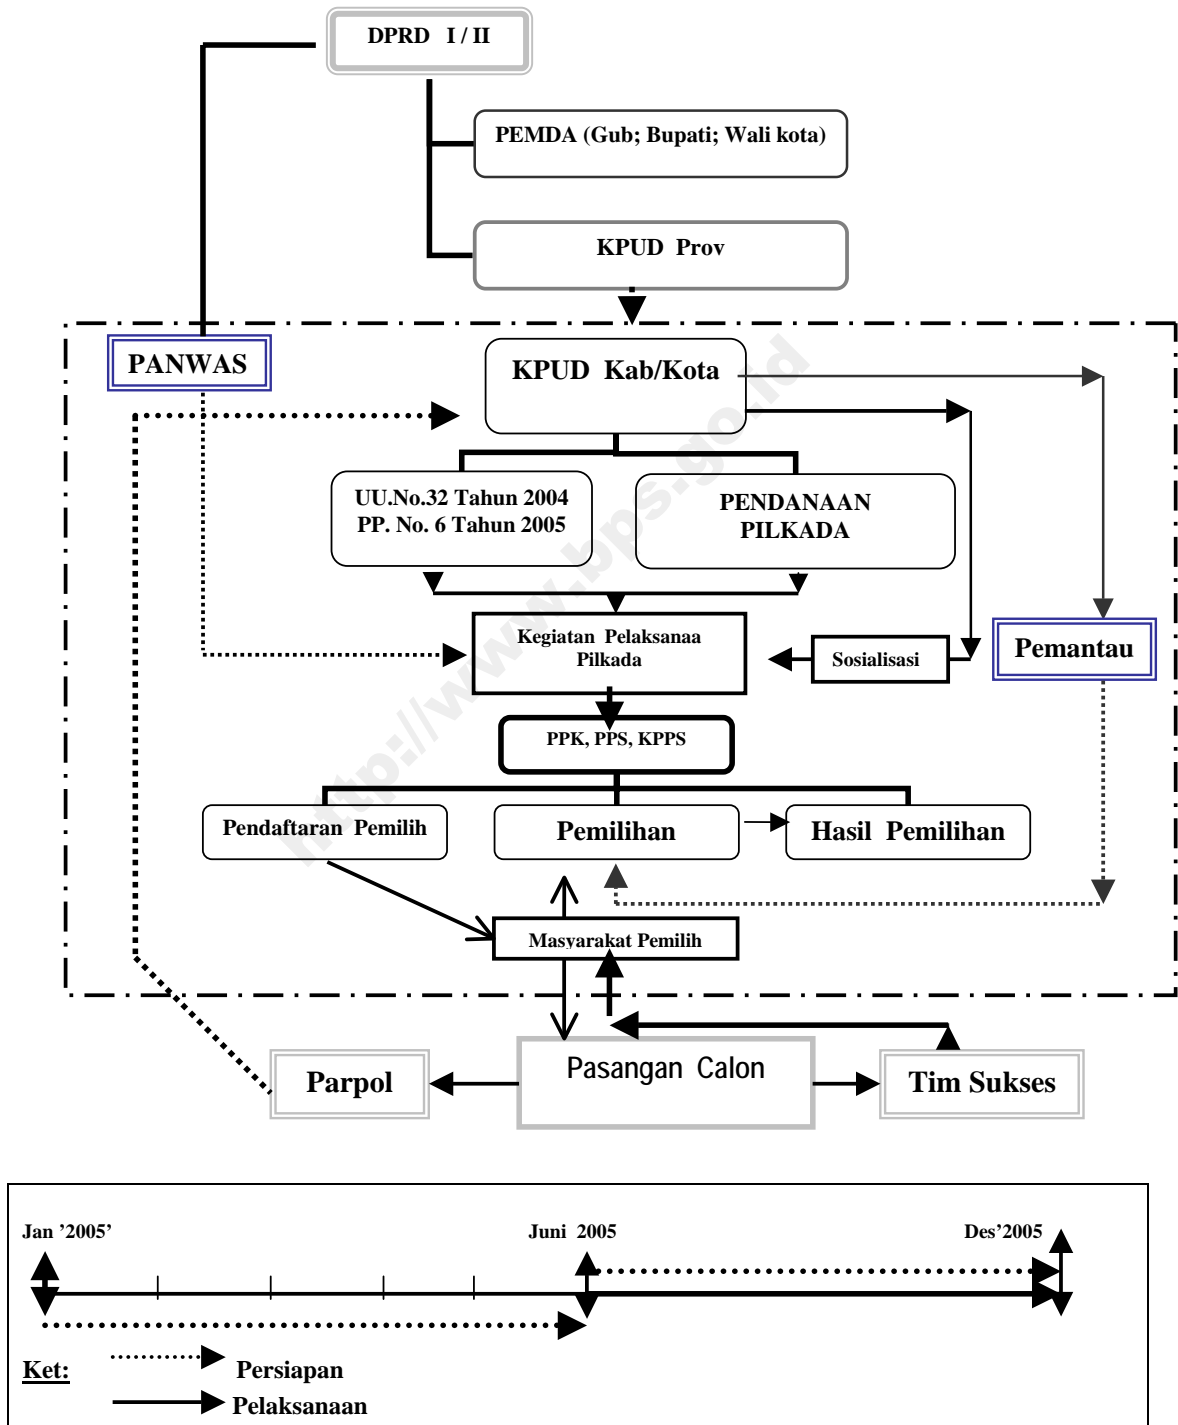 DPRD I / II
PEMDA (Gub; Bupati; Wali kota)
KPUD Prov
PANWAS
KPUD Kab/Kota
UU.No.32 Tahun 2004
PP. No. 6 Tahun 2005
PENDANAAN
PILKADA
Kegiatan Pelaksanaa
Pilkada
Sosialisasi
Pemantau
PPK, PPS, KPPS
Pendaftaran Pemilih
Pemilihan
Hasil Pemilihan
Masyarakat Pemilih
Parpol
Pasangan Calon
Tim Sukses
http://www.bps.go.id
Jan ’2005’
Juni 2005
Des’2005
Ket:
Persiapan
Pelaksanaan